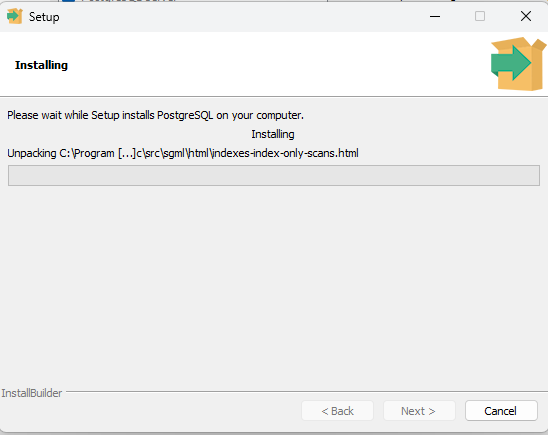 Setup
Installing
Please wait while Setup installs PostgreSQL on your computer.
Installing
Unpacking C:\Program [...]c\src\sgml\html\indexes-index-only-scans.html
InstallBuilder
< Back
Next >
Cancel